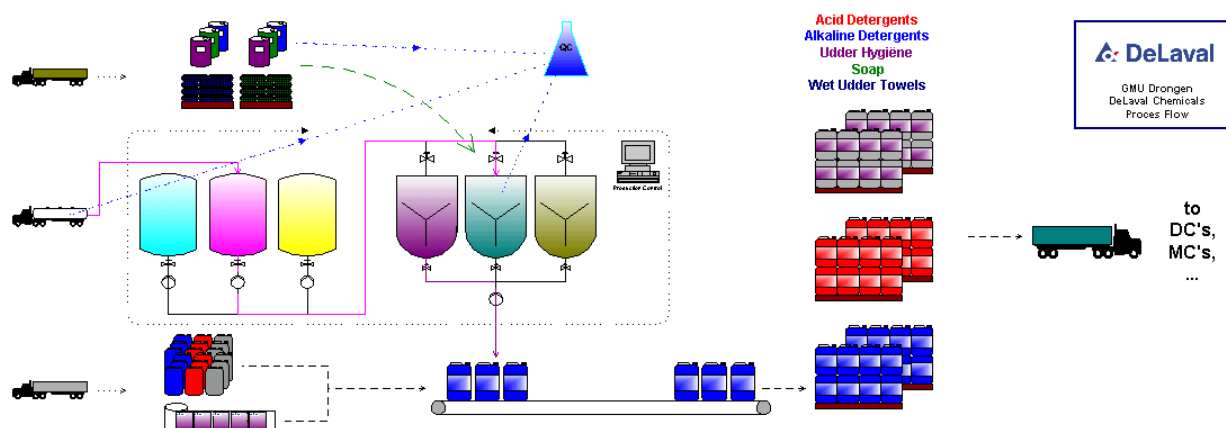 QC
Production Control
Acid Detergents
Alkaline Detergents
Udder Hygiëne
Soap
Wet Udder Towels
DeLaval
GMU Drongen
DeLaval Chemicals
Proces Flow
to
DC's,
MC's,
...